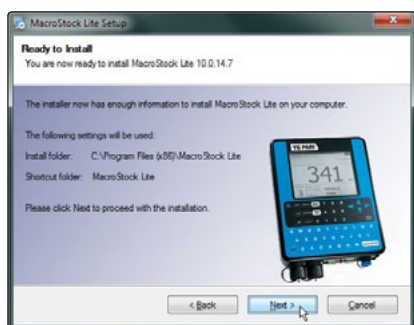 MacroStock Lite Setup
Ready to Install
You are now ready to install MacroStock Lite 10.0.14.7
The installer now has enough information to install MacroStock Lite on your computer.
The following settings will be used:
Install folder: C:\Program Files (x86)\MacroStock Lite
Shortcut folder: MacroStock Lite
Please click Next to proceed with the installation.
341
< Back
Next >
Cancel